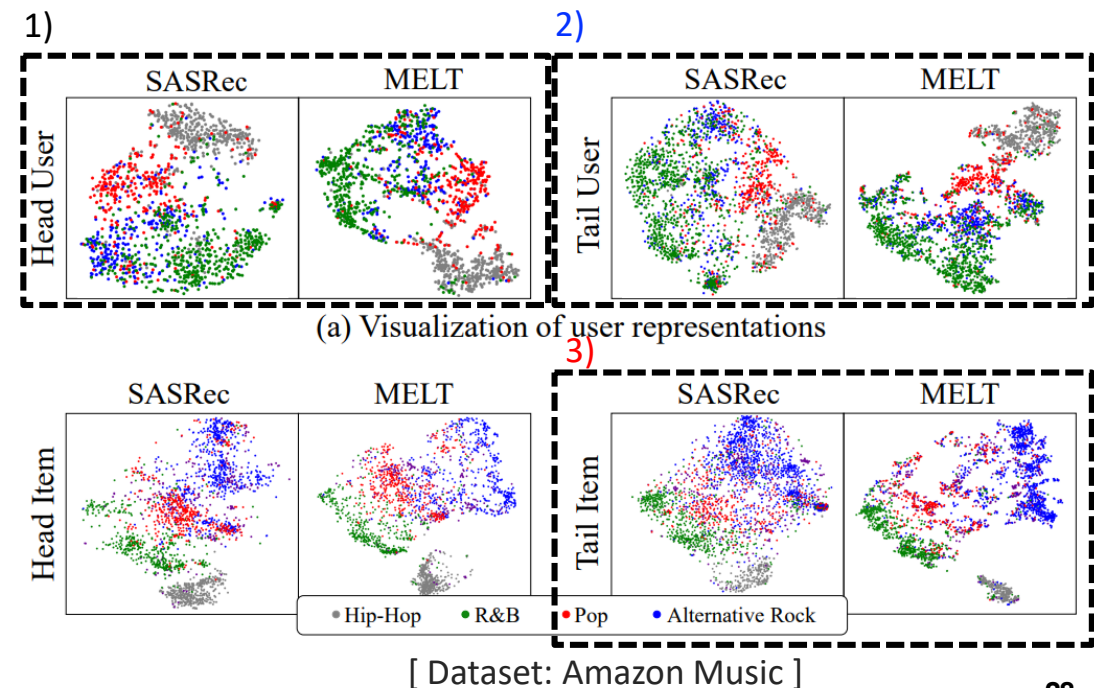 1)
2)
SASRec
MELT
SASRec
MELT
Head User
Tail User
(a) Visualization of user representations
3)
SASRec
MELT
SASRec
MELT
Head Item
Tail Item
Hip-Hop
R&B
Pop
Alternative Rock
[ Dataset: Amazon Music ]